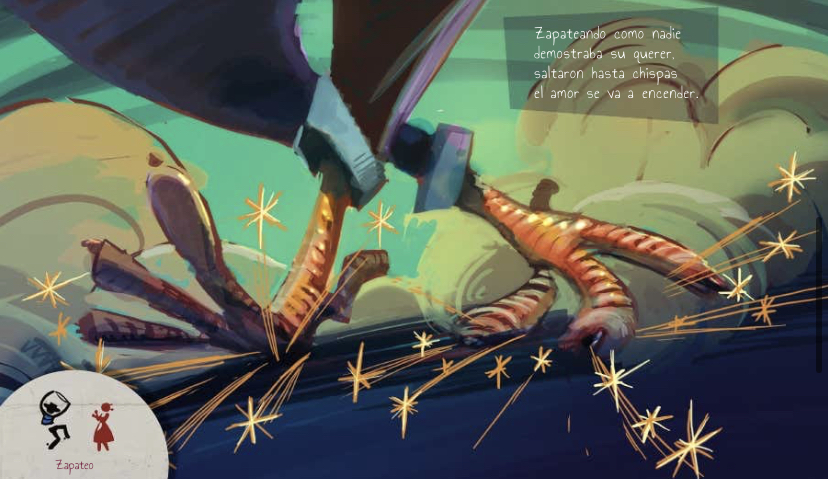 Zapateando como nadie
demostraba su querer,
saltaron hasta chispas
el amor se va a encender.
Zapateo